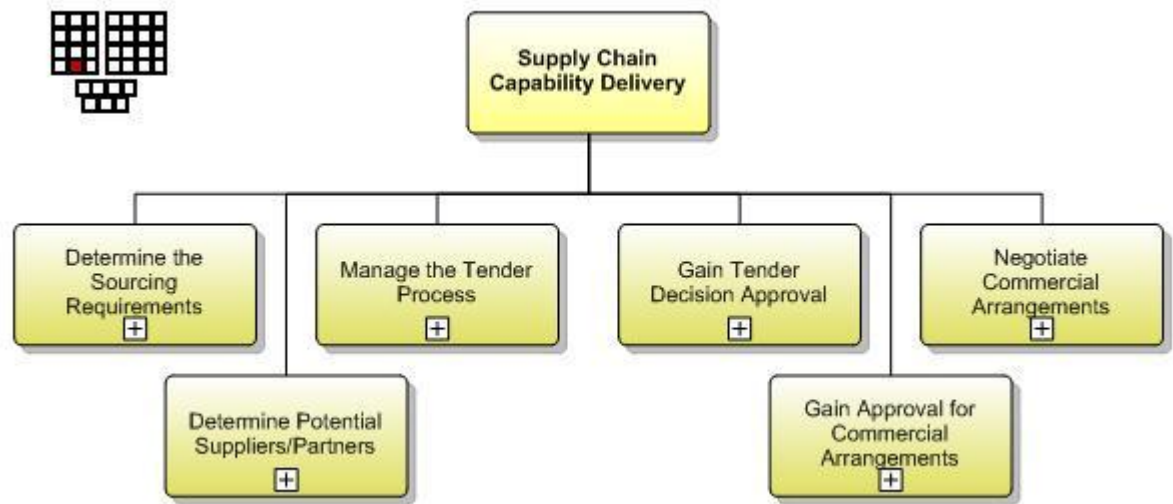 Supply Chain
Capability Delivery
Determine the
Sourcing
Requirements
Manage the Tender
Process
Gain Tender
Decision Approval
Negotiate
Commercial
Arrangements
Determine Potential
Suppliers/Partners
Gain Approval for
Commercial
Arrangements